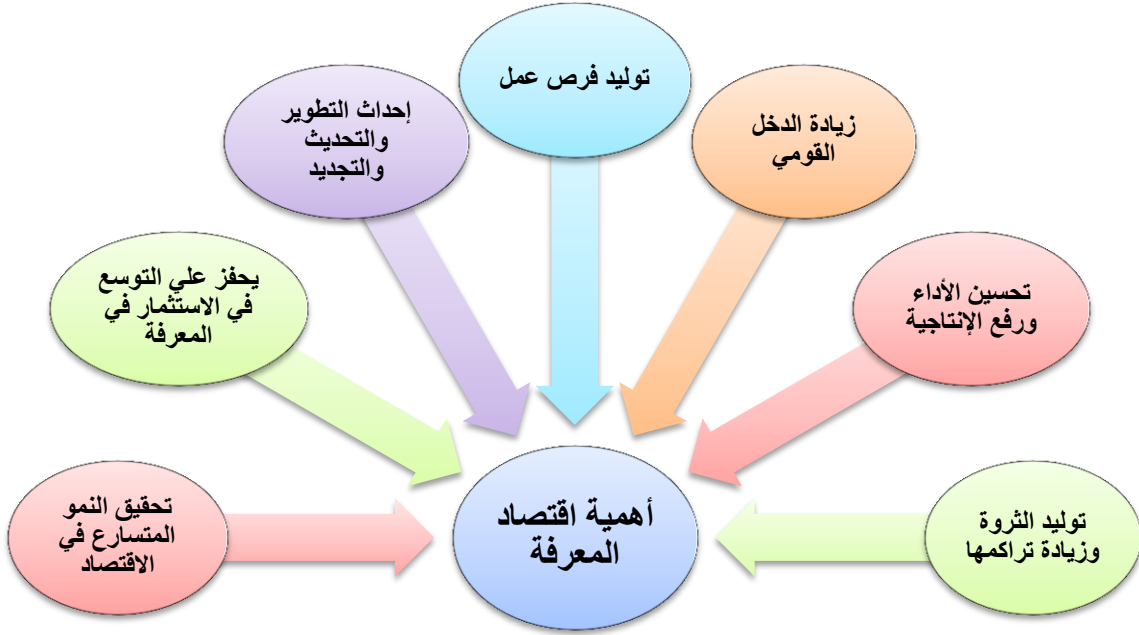 توليد فرص عمل
زيادة الدخل
القومي
إحداث التطوير
والتحديث
والتجديد
تحسين الأداء
ورفع الإنتاجية
يحفز علي التوسع
في الاستثمار في
المعرفة
توليد الثروة
وزيادة تراكمها
تحقيق النمو
المتسارع في
الاقتصاد
أهمية اقتصاد
المعرفة